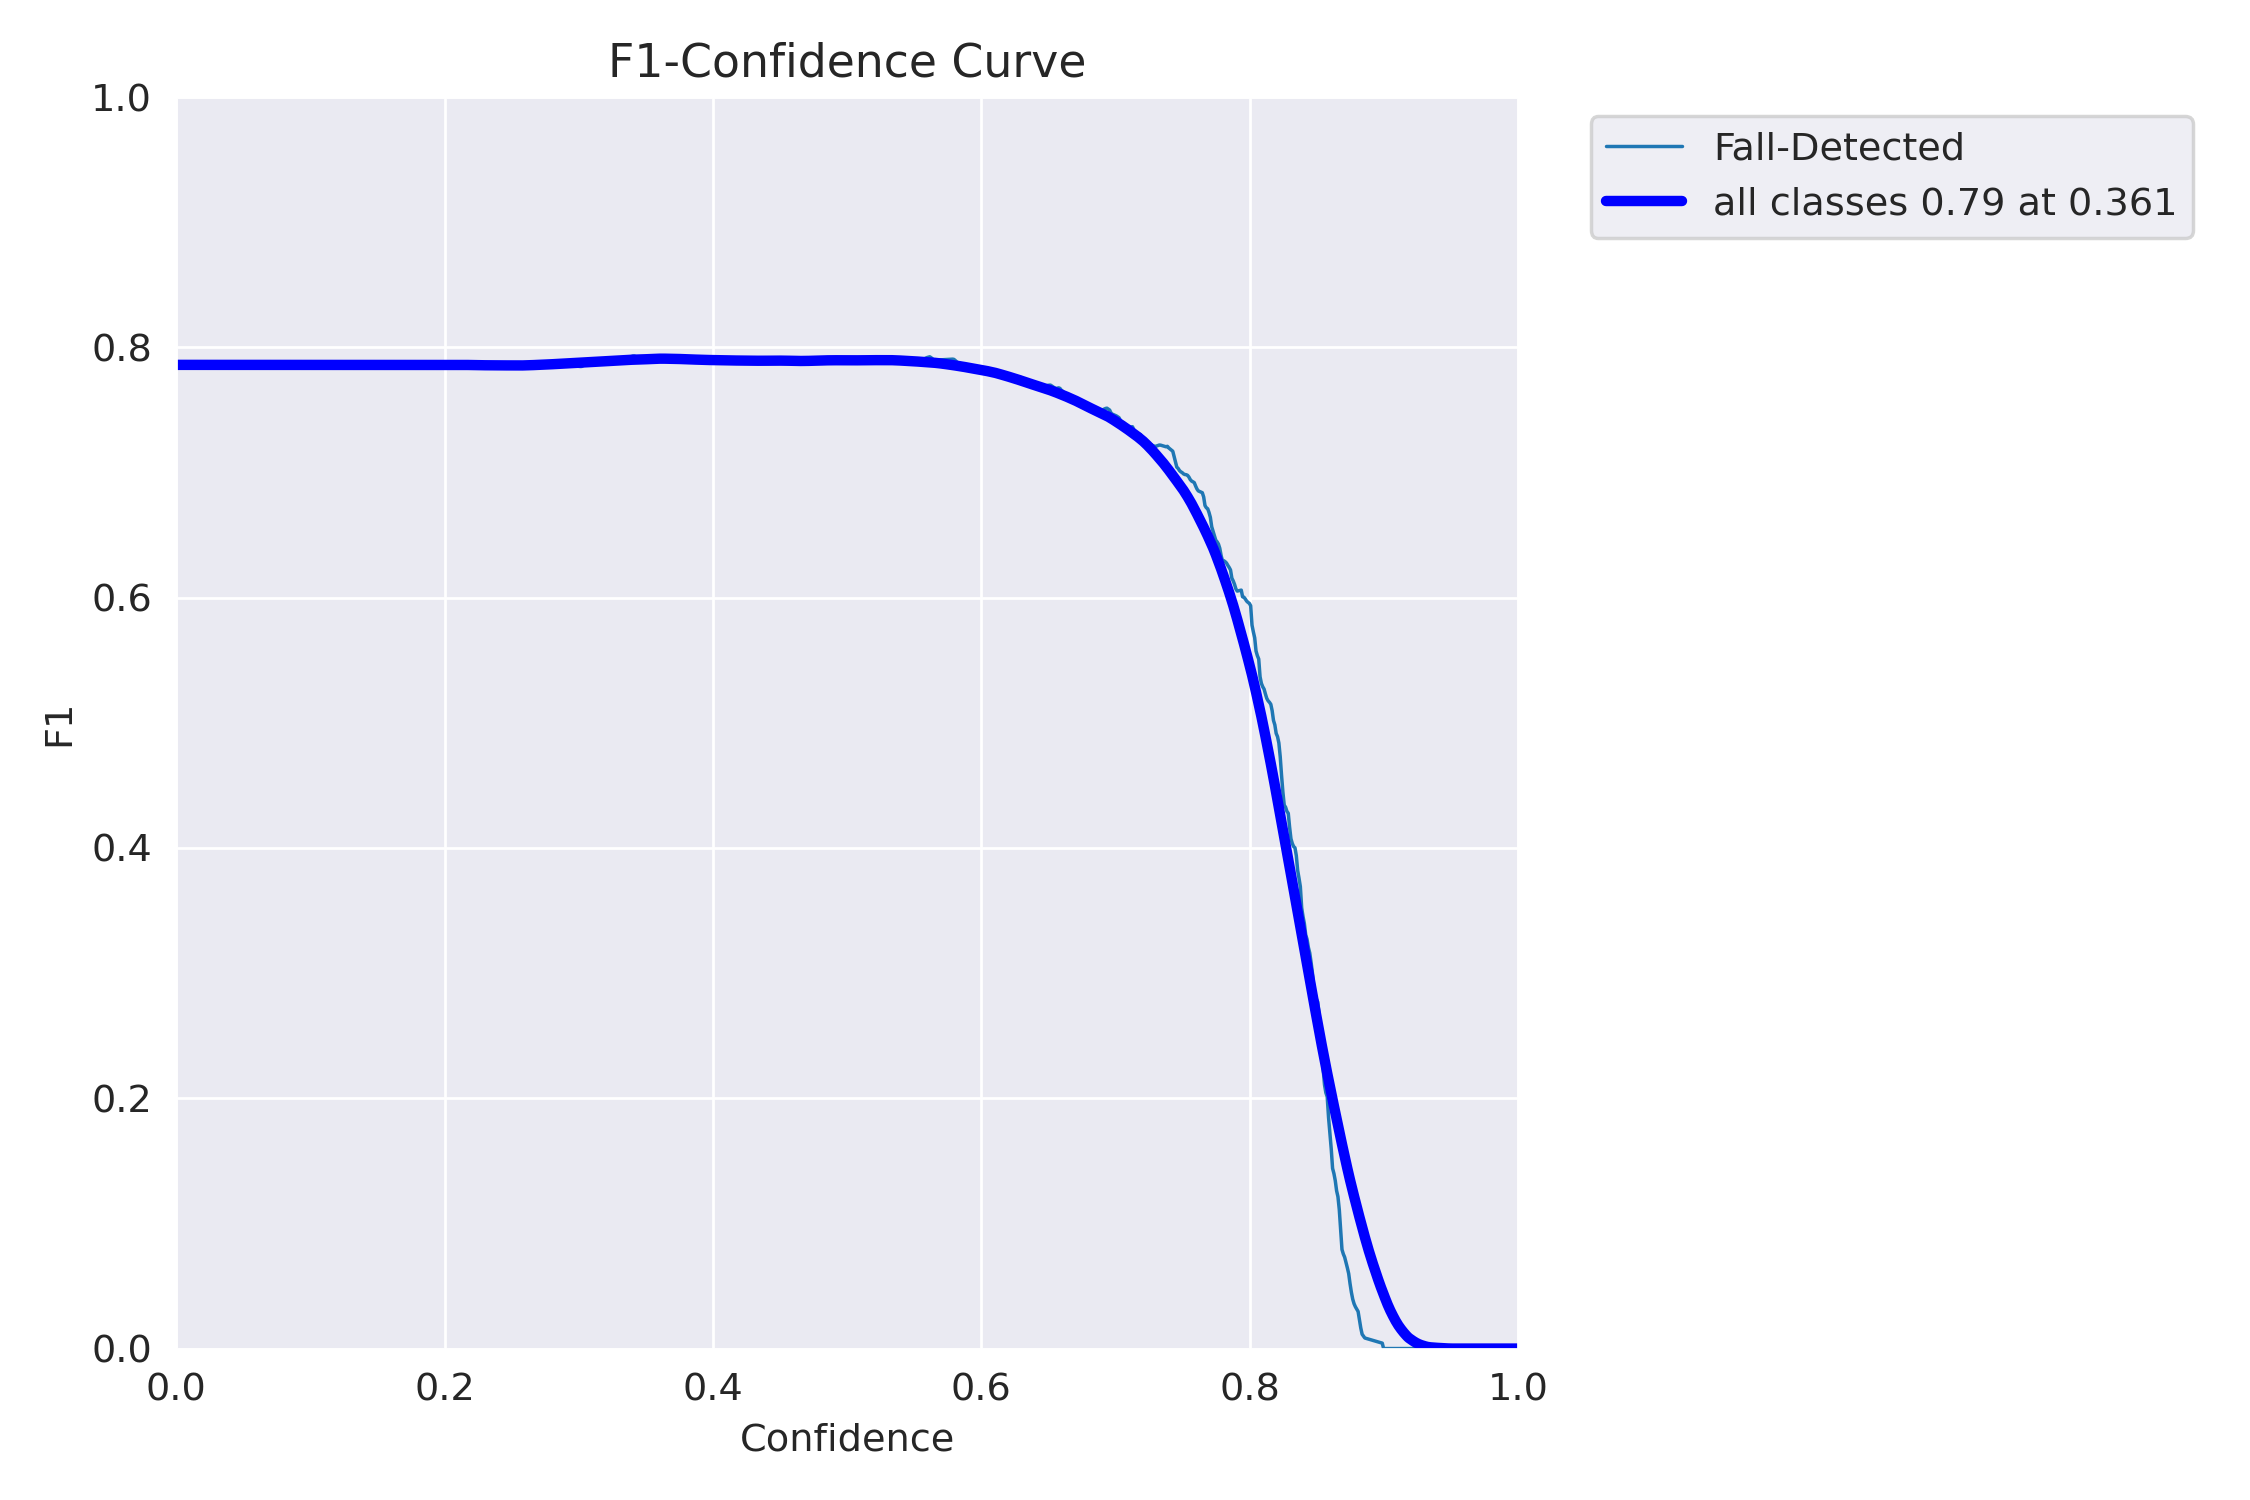 F1-Confidence Curve
1.0
0.8
0.6
0.4
0.2
0.0
F1
0.0 0.2 0.4 0.6 0.8 1.0
Confidence
Fall-Detected
all classes 0.79 at 0.361